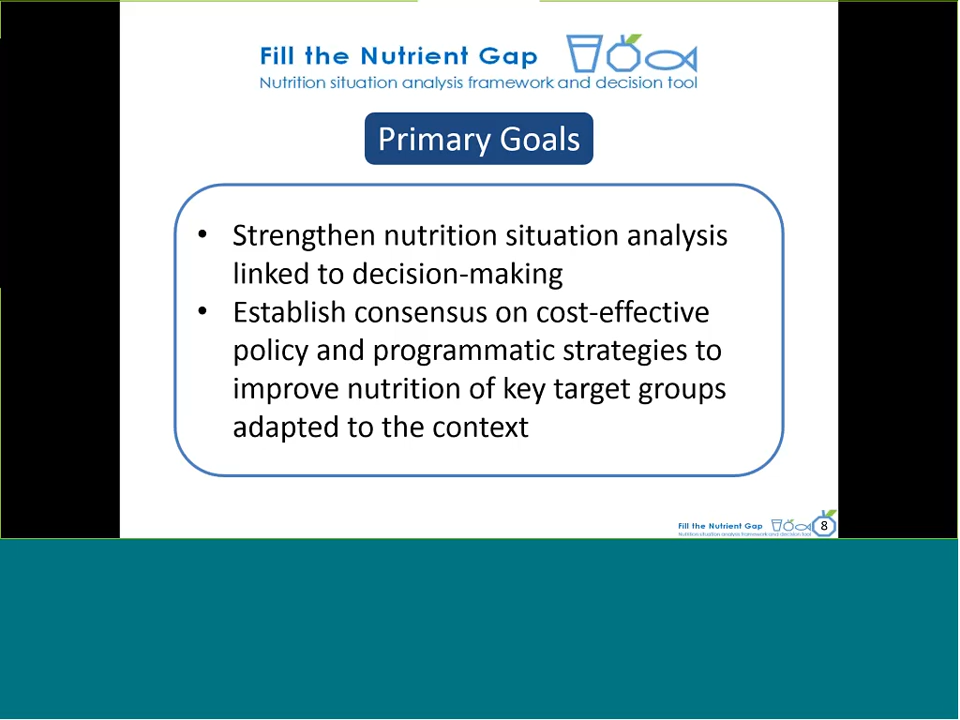 Fill the Nutrient Gap
Nutrition situation analysis framework and decision tool
Primary Goals
• Strengthen nutrition situation analysis
linked to decision-making
• Establish consensus on cost-effective
policy and programmatic strategies to
improve nutrition of key target groups
adapted to the context
Fill the Nutrient Gap
Nutrition situation analysis framework and decision tool
8